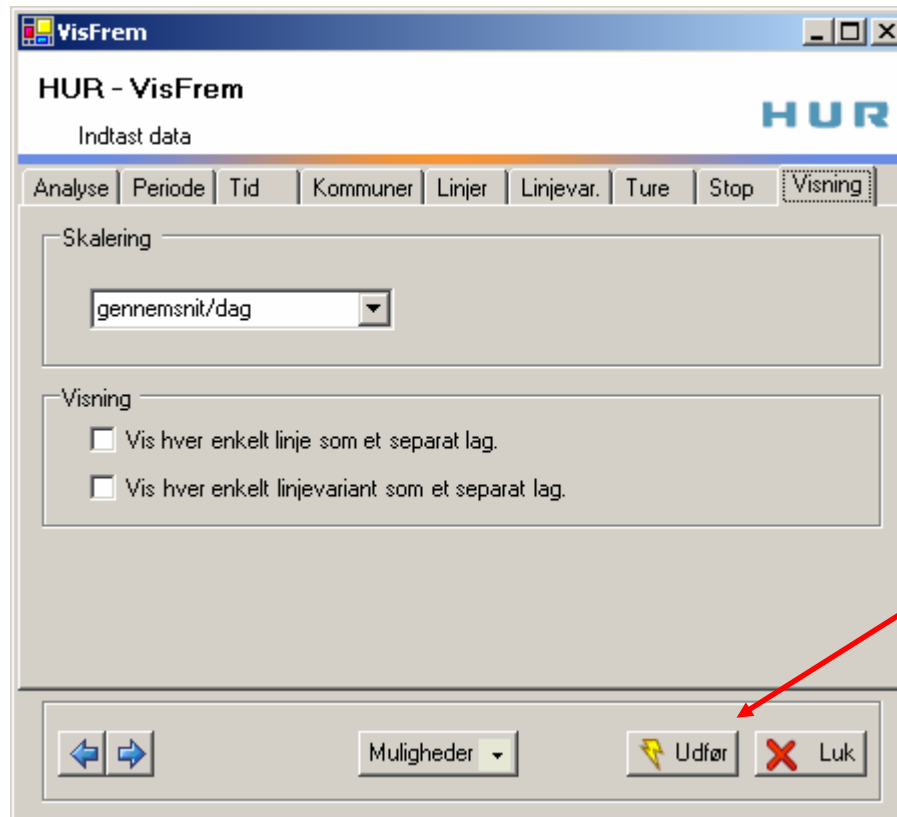 VisFrem
HUR - VisFrem
Indtast data
HUR
Analyse Periode Tid Kommuner Linjer Linjevar. Ture Stop Visning
Skalering
gennemsnit/dag
Visning
Vis hver enkelt linje som et separat lag.
Vis hver enkelt linjevariant som et separat lag.
Muligheder Udfør Luk